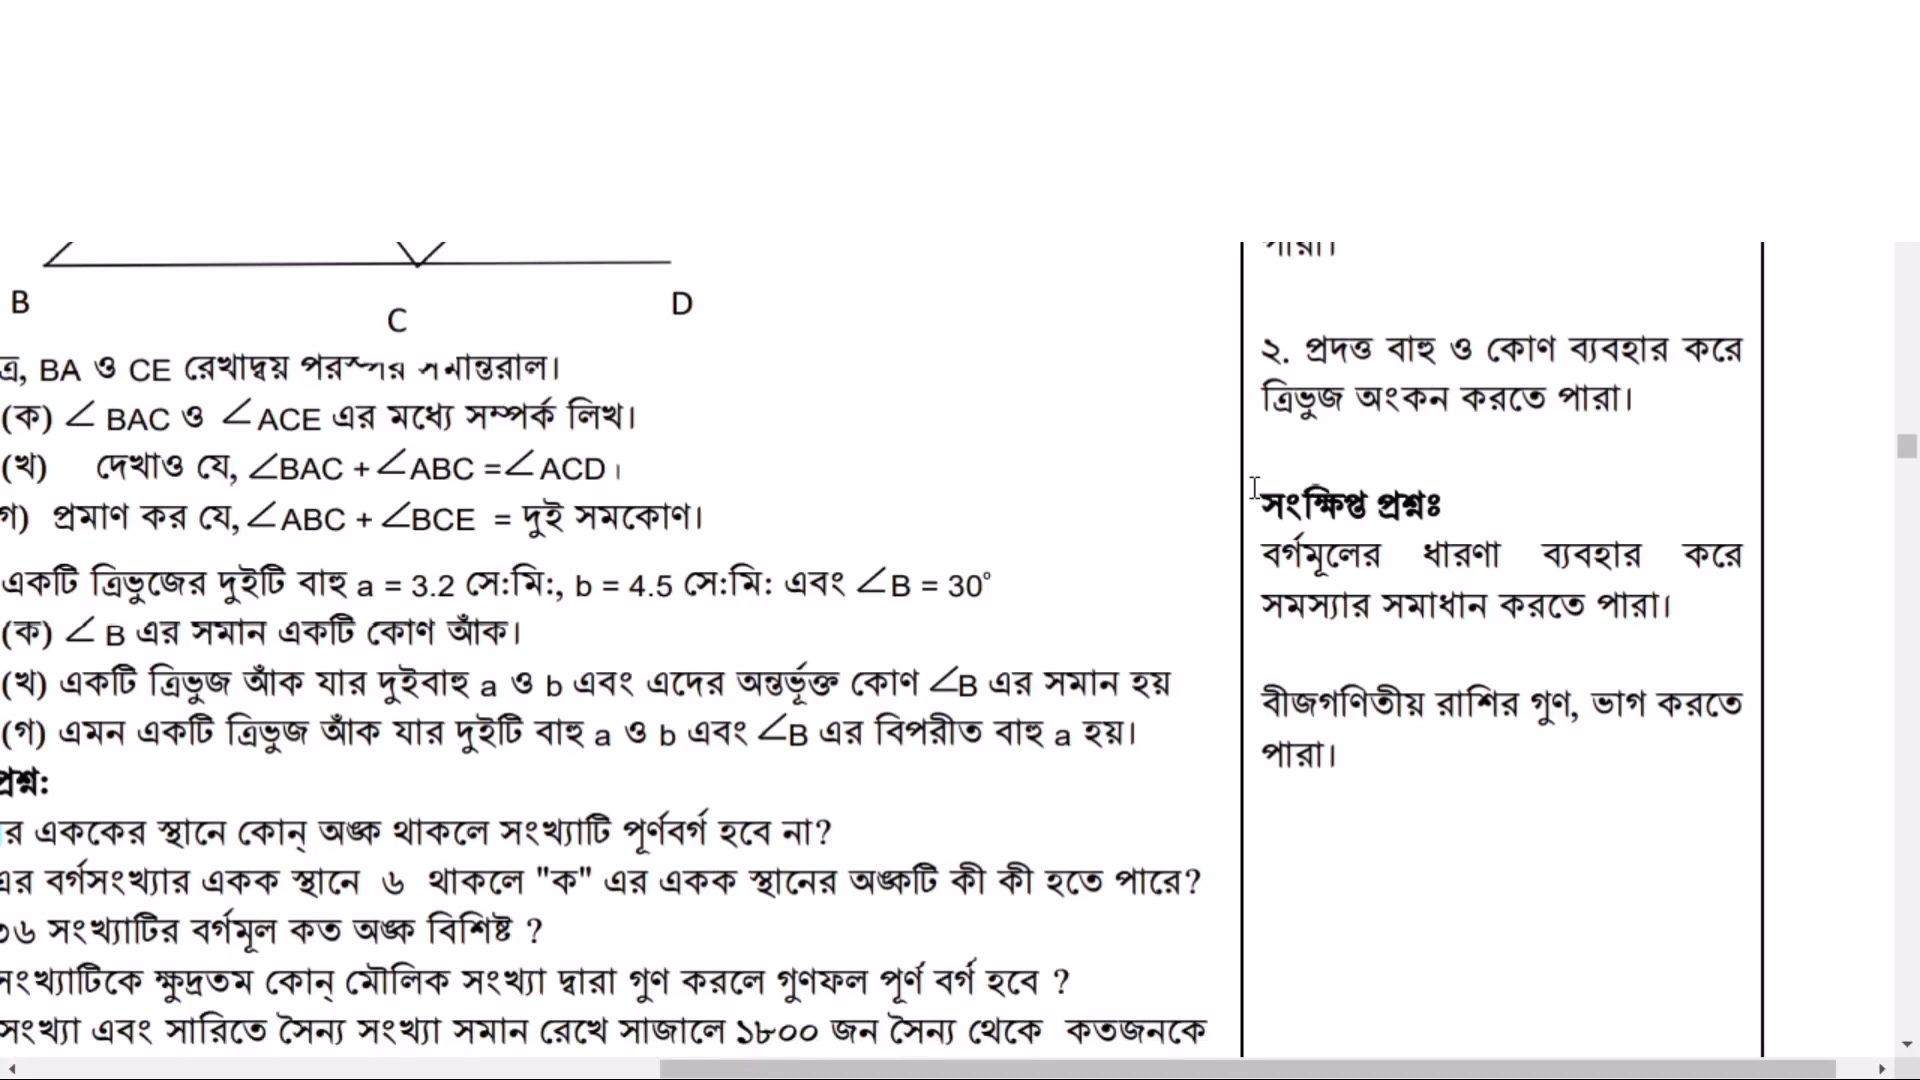 B
C
D
ত্র, BA ও CE রেখাদ্বয় পরস্পর সমান্তরাল।
(ক) ∠ BAC ও ∠ACE এর মধ্যে সম্পর্ক লিখ।
(খ) দেখাও যে, ∠BAC + ∠ABC =∠ACD।
গ) প্রমাণ কর যে, ∠ABC + ∠BCE = দুই সমকোণ।
একটি ত্রিভুজের দুইটি বাহু a = 3.2 সে:মি:, b = 4.5 সে:মি: এবং ∠B = 30°
(ক) ∠ B এর সমান একটি কোণ আঁক।
(খ) একটি ত্রিভুজ আঁক যার দুইবাহু a ও b এবং এদের অন্তর্ভূক্ত কোণ ∠B এর সমান হয়
(গ) এমন একটি ত্রিভুজ আঁক যার দুইটি বাহু a ও b এবং ∠B এর বিপরীত বাহু a হয়।
প্রশ্ন:
র এককের স্থানে কোন্ অঙ্ক থাকলে সংখ্যাটি পূর্ণবর্গ হবে না?
এর বর্গসংখ্যার একক স্থানে ৬ থাকলে "ক" এর একক স্থানের অঙ্কটি কী কী হতে পারে?
৩৬ সংখ্যাটির বর্গমূল কত অঙ্ক বিশিষ্ট ?
সংখ্যাটিকে ক্ষুদ্রতম কোন্ মৌলিক সংখ্যা দ্বারা গুণ করলে গুণফল পূর্ণ বর্গ হবে ?
সংখ্যা এবং সারিতে সৈন্য সংখ্যা সমান রেখে সাজালে ১৮০০ জন সৈন্য থেকে কতজনকে
পারা।
২. প্রদত্ত বাহু ও কোণ ব্যবহার করে
ত্রিভুজ অংকন করতে পারা।
সংক্ষিপ্ত প্রশ্নঃ
বর্গমূলের ধারণা ব্যবহার করে
সমস্যার সমাধান করতে পারা।
বীজগণিতীয় রাশির গুণ, ভাগ করতে
পারা।